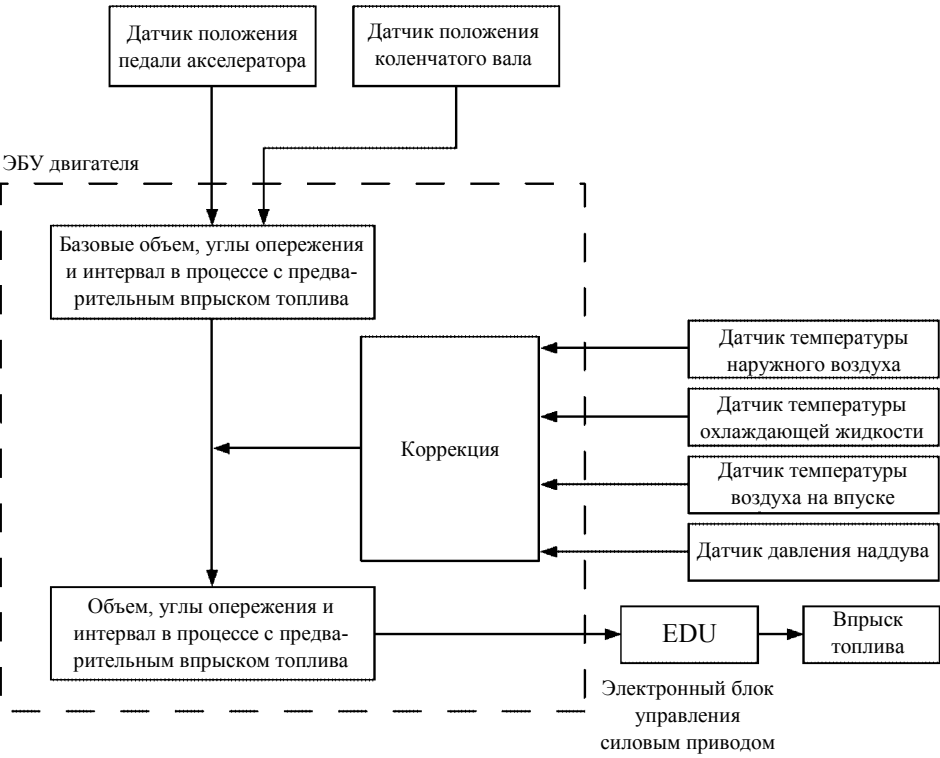 Датчик положения
педали акселератора
Датчик положения
коленчатого вала
ЭБУ двигателя
Базовые объем, углы опережения
и интервал в процессе с предва-
рительным впрыском топлива
Коррекция
Датчик температуры
наружного воздуха
Датчик температуры
охлаждающей жидкости
Датчик температуры
воздуха на впуске
Датчик давления наддува
Объем, углы опережения и
интервал в процессе с предва-
рительным впрыском топлива
EDU
Впрыск
топлива
Электронный блок
управления
силовым приводом